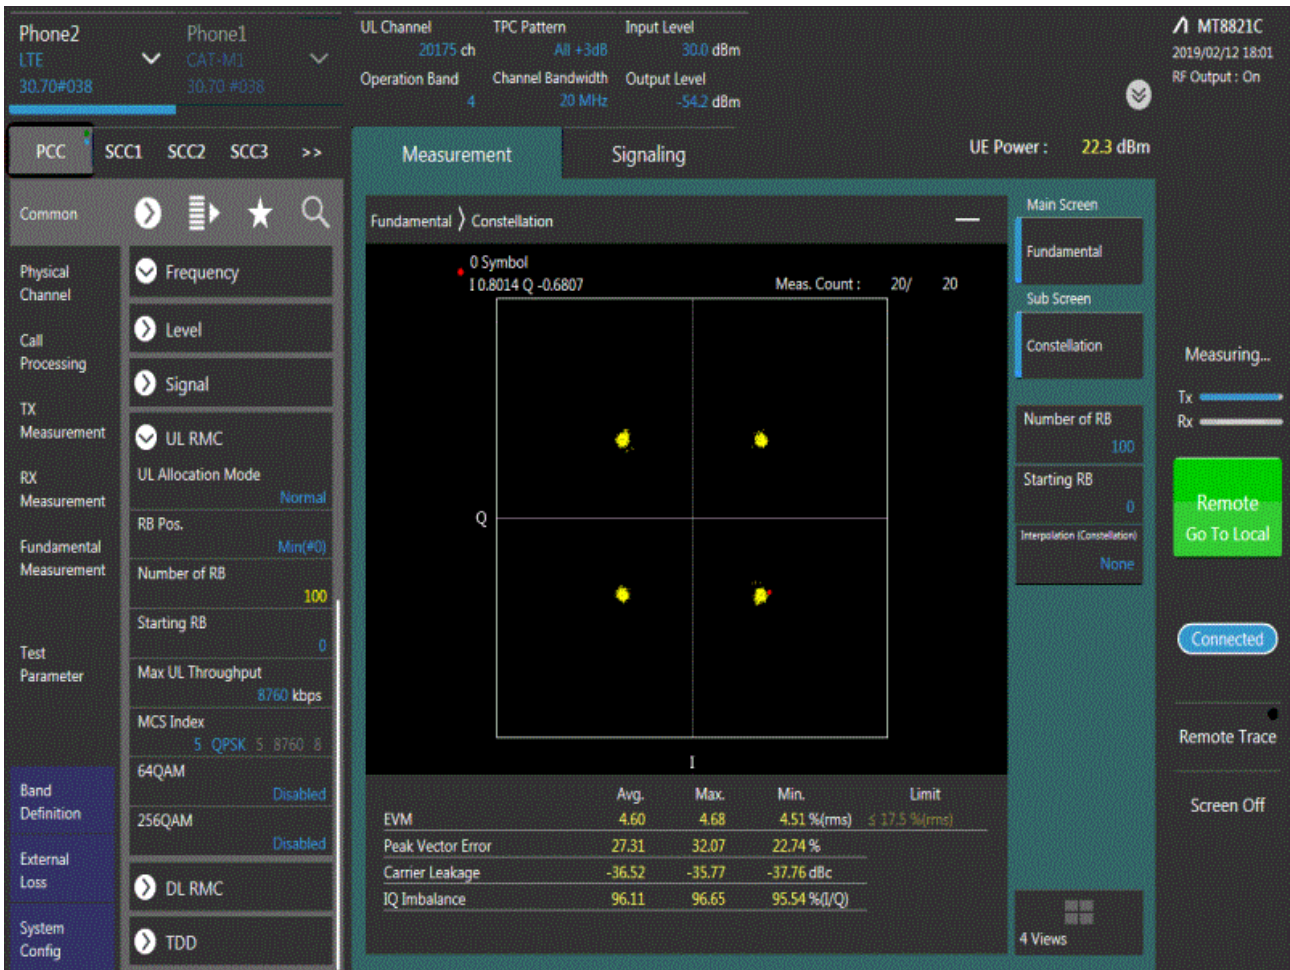 Phone2
LTE
30.70#038
Phone1
CAT-M1
30.70 #038
UL Channel
20175 ch
TPC Pattern
All +3dB
Input Level
30.0 dBm
Operation Band
4
Channel Bandwidth
20 MHz
Output Level
-54.2 dBm
MT8821C
2019/02/12 18:01
RF Output : On
PCC SCC1 SCC2 SCC3 >>
Measurement
Signaling
UE Power : 22.3 dBm
Common
Physical
Channel
Call
Processing
TX
Measurement
RX
Measurement
Fundamental
Measurement
Test
Parameter
Band
Definition
External
Loss
System
Config
Frequency
Level
Signal
UL RMC
UL Allocation Mode
Normal
RB Pos.
Min(#0)
Number of RB
100
Starting RB
0
Max UL Throughput
8760 kbps
MCS Index
5 QPSK 5 8760 8
64QAM
Disabled
256QAM
Disabled
DL RMC
TDD
Fundamental ⟩ Constellation
0 Symbol
I 0.8014 Q -0.6807
Meas. Count : 20/ 20
Q
I
Avg. Max. Min. Limit
EVM 4.60 4.68 4.51 %(rms) ≤ 17.5 %(rms)
Peak Vector Error 27.31 32.07 22.74 %
Carrier Leakage -36.52 -35.77 -37.76 dBc
IQ Imbalance 96.11 96.65 95.54 %(I/Q)
Main Screen
Fundamental
Sub Screen
Constellation
Number of RB
100
Starting RB
0
Interpolation (Constellation)
None
4 Views
Measuring...
Tx
Rx
Remote
Go To Local
Connected
Remote Trace
Screen Off